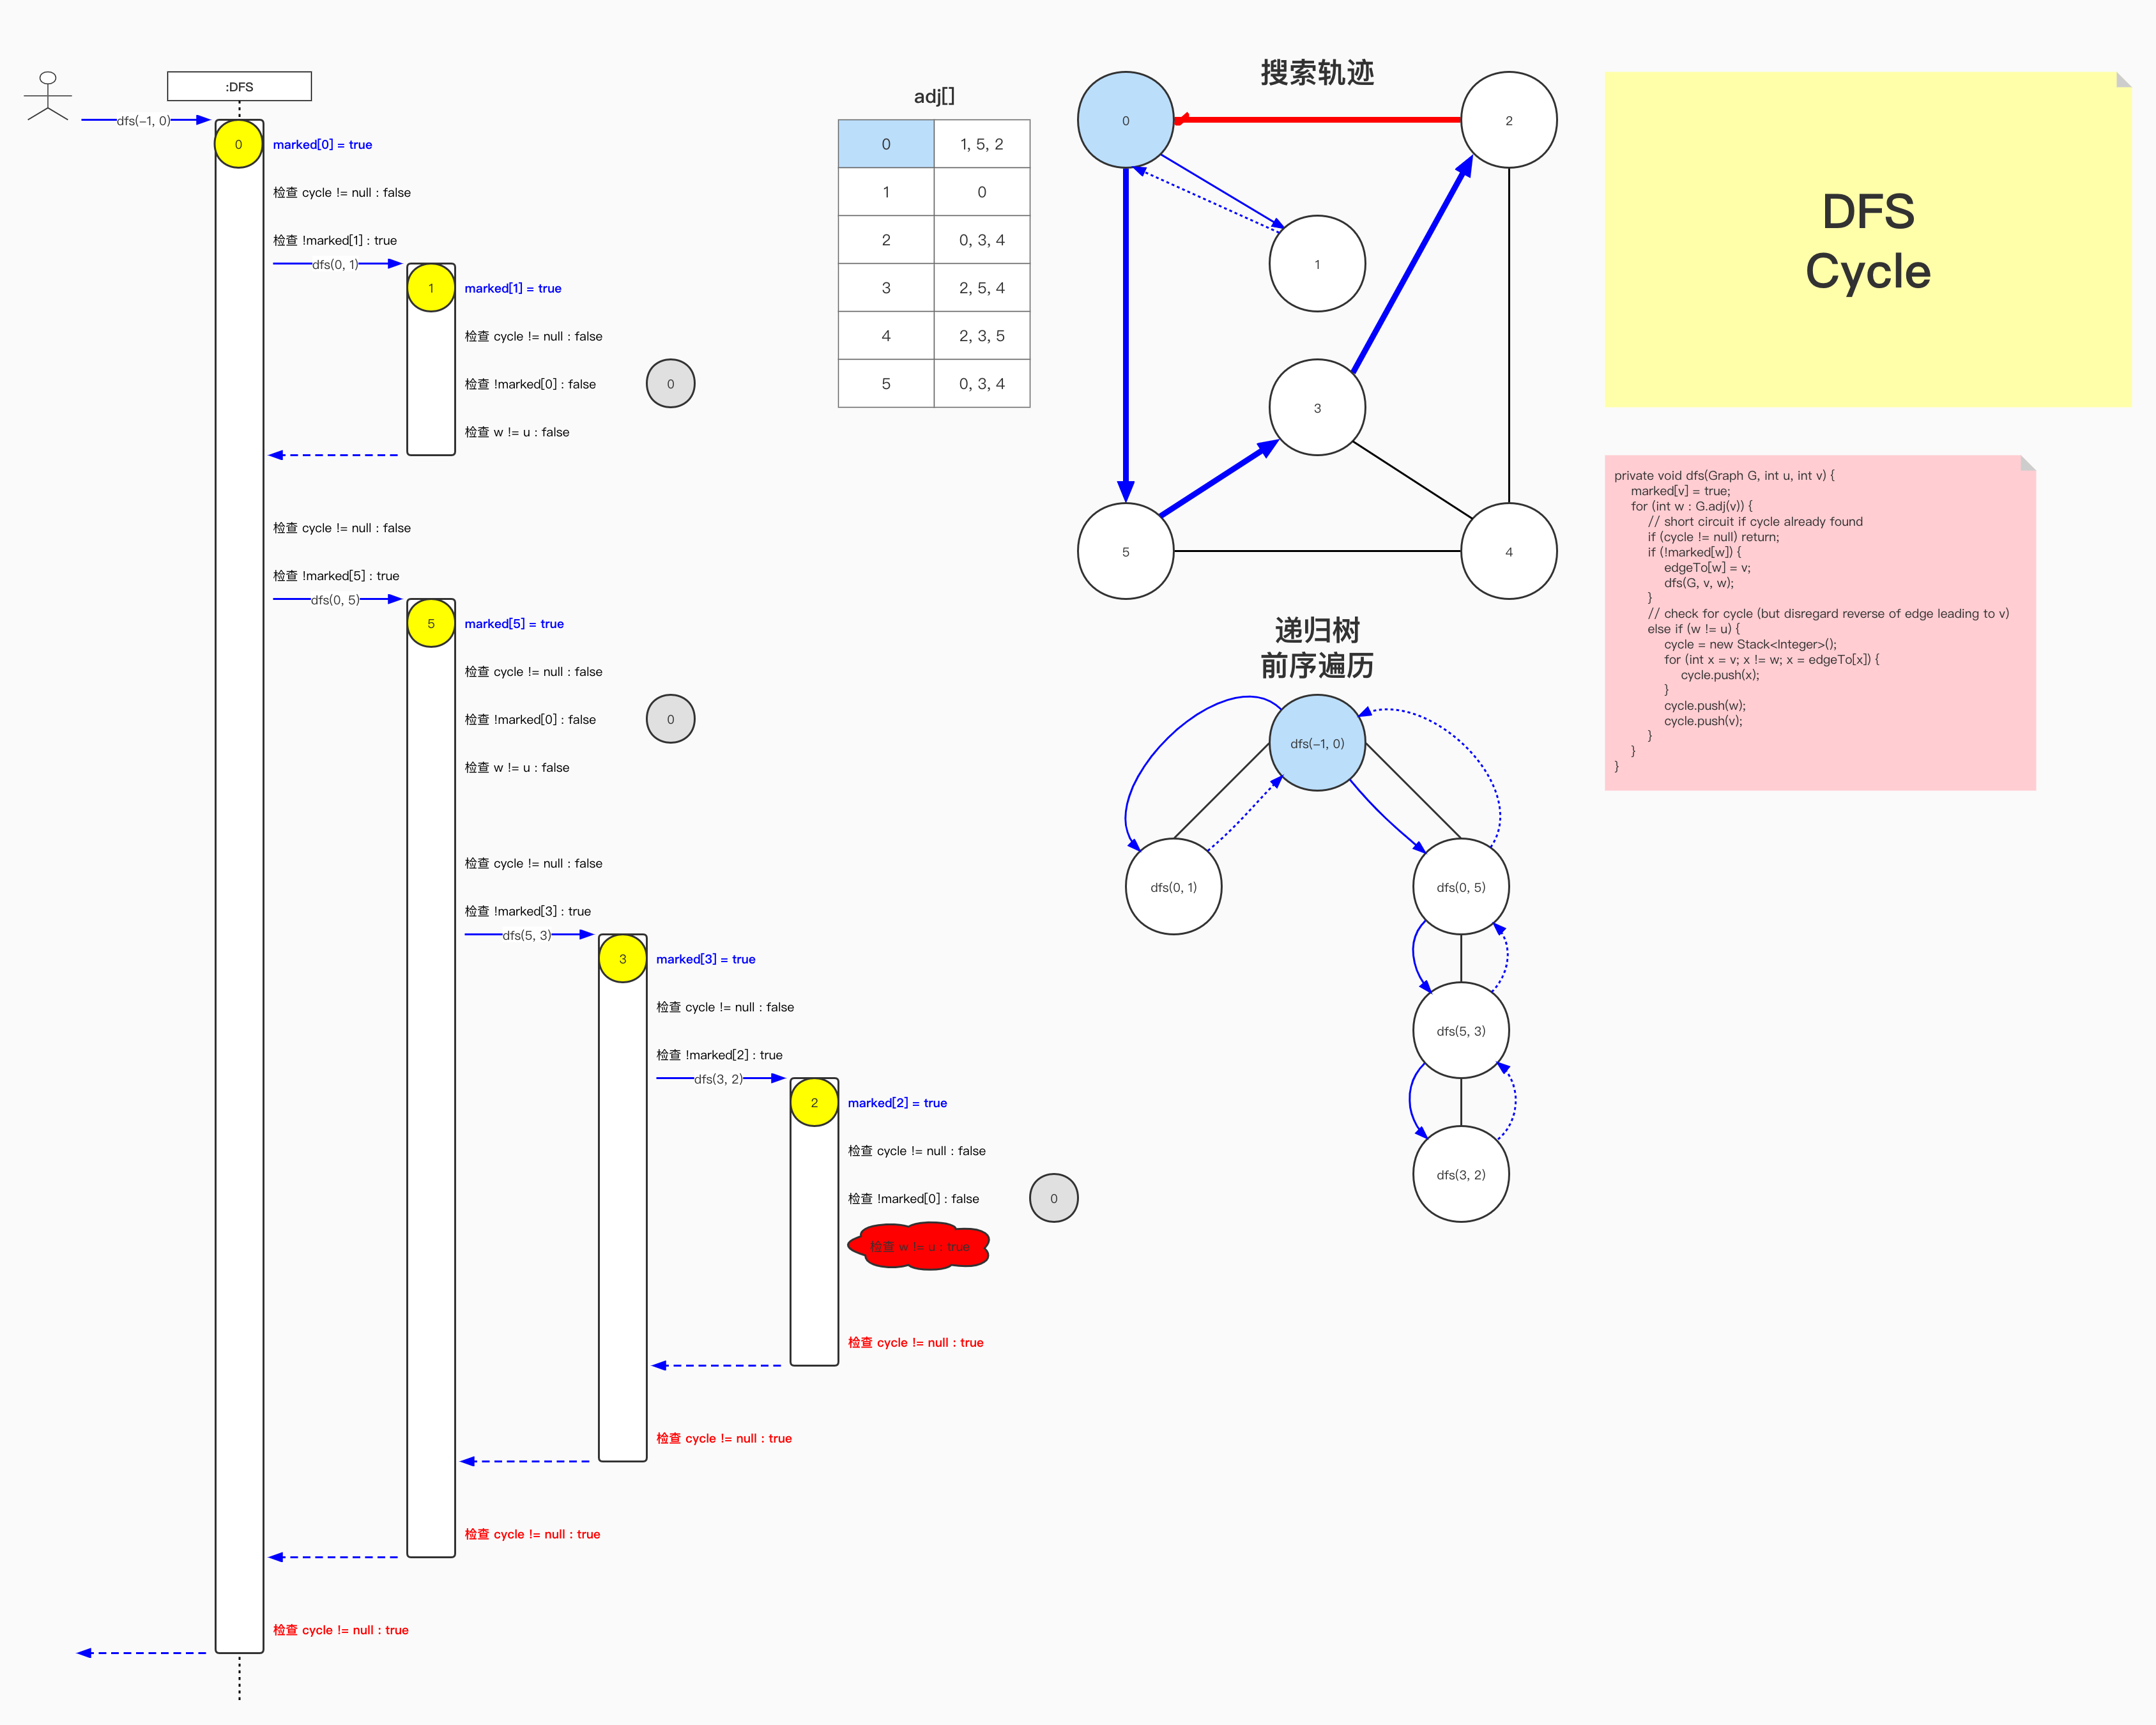 :DFS
dfs(−1, 0)
0
marked[0] = true
检查 cycle != null : false
检查 !marked[1] : true
dfs(0, 1)
1
marked[1] = true
检查 cycle != null : false
检查 !marked[0] : false
0
检查 w != u : false
检查 cycle != null : false
检查 !marked[5] : true
dfs(0, 5)
5
marked[5] = true
检查 cycle != null : false
检查 !marked[0] : false
0
检查 w != u : false
检查 cycle != null : false
检查 !marked[3] : true
dfs(5, 3)
3
marked[3] = true
检查 cycle != null : false
检查 !marked[2] : true
dfs(3, 2)
2
marked[2] = true
检查 cycle != null : false
检查 !marked[0] : false
0
检查 w != u : true
检查 cycle != null : true
检查 cycle != null : true
检查 cycle != null : true
检查 cycle != null : true
adj[]
0 1, 5, 2
1 0
2 0, 3, 4
3 2, 5, 4
4 2, 3, 5
5 0, 3, 4
搜索轨迹
0
2
1
3
5
4
递归树
前序遍历
dfs(−1, 0)
dfs(0, 1)
dfs(0, 5)
dfs(5, 3)
dfs(3, 2)
DFS
Cycle
private void dfs(Graph G, int u, int v) {
marked[v] = true;
for (int w : G.adj(v)) {
// short circuit if cycle already found
if (cycle != null) return;
if (!marked[w]) {
edgeTo[w] = v;
dfs(G, v, w);
}
// check for cycle (but disregard reverse of edge leading to v)
else if (w != u) {
cycle = new Stack<Integer>();
for (int x = v; x != w; x = edgeTo[x]) {
cycle.push(x);
}
cycle.push(w);
cycle.push(v);
}
}
}